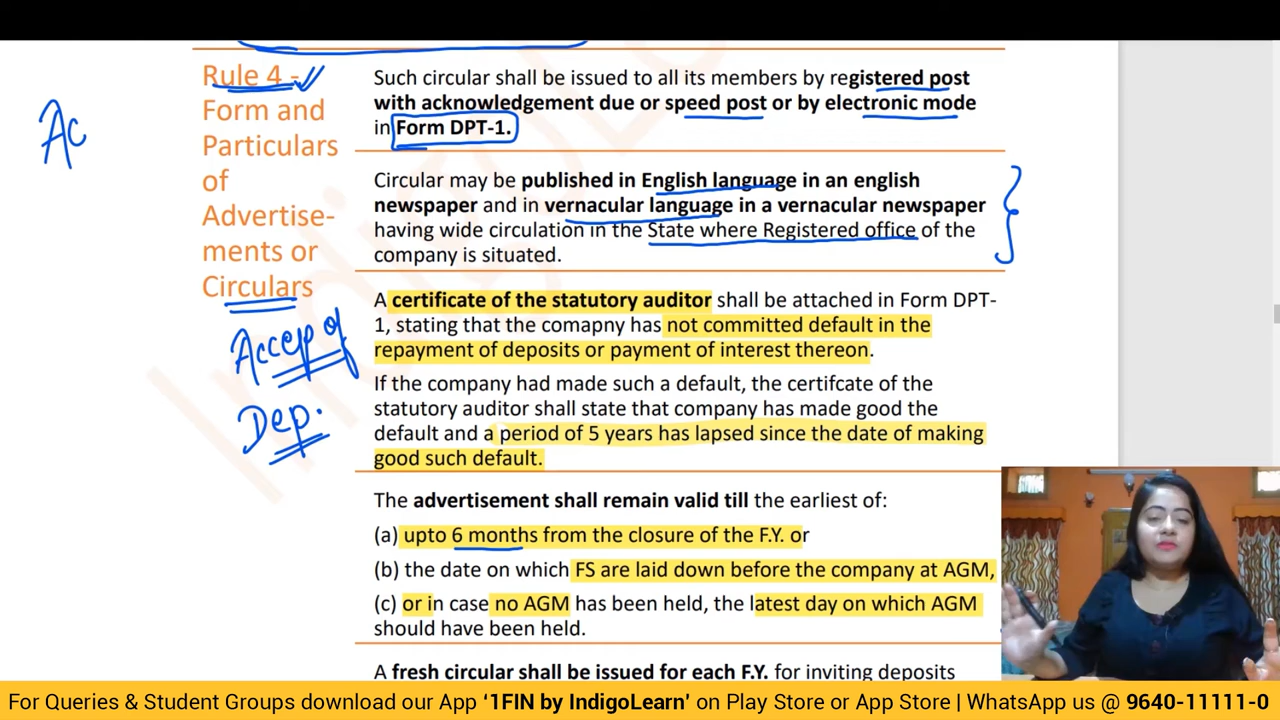 Rule 4 -
Form and
Particulars
of
Advertise-
ments or
Circulars
Ac
Accep of
Dep.
Such circular shall be issued to all its members by registered post
with acknowledgement due or speed post or by electronic mode
in Form DPT-1.
Circular may be published in English language in an english
newspaper and in vernacular language in a vernacular newspaper
having wide circulation in the State where Registered office of the
company is situated.
A certificate of the statutory auditor shall be attached in Form DPT-
1, stating that the comapny has not committed default in the
repayment of deposits or payment of interest thereon.
If the company had made such a default, the certifcate of the
statutory auditor shall state that company has made good the
default and a period of 5 years has lapsed since the date of making
good such default.
The advertisement shall remain valid till the earliest of:
(a) upto 6 months from the closure of the F.Y. or
(b) the date on which FS are laid down before the company at AGM,
(c) or in case no AGM has been held, the latest day on which AGM
should have been held.
A fresh circular shall be issued for each F.Y. for inviting deposits
For Queries & Student Groups download our App '1FIN by IndigoLearn' on Play Store or App Store | WhatsApp us @ 9640-11111-0